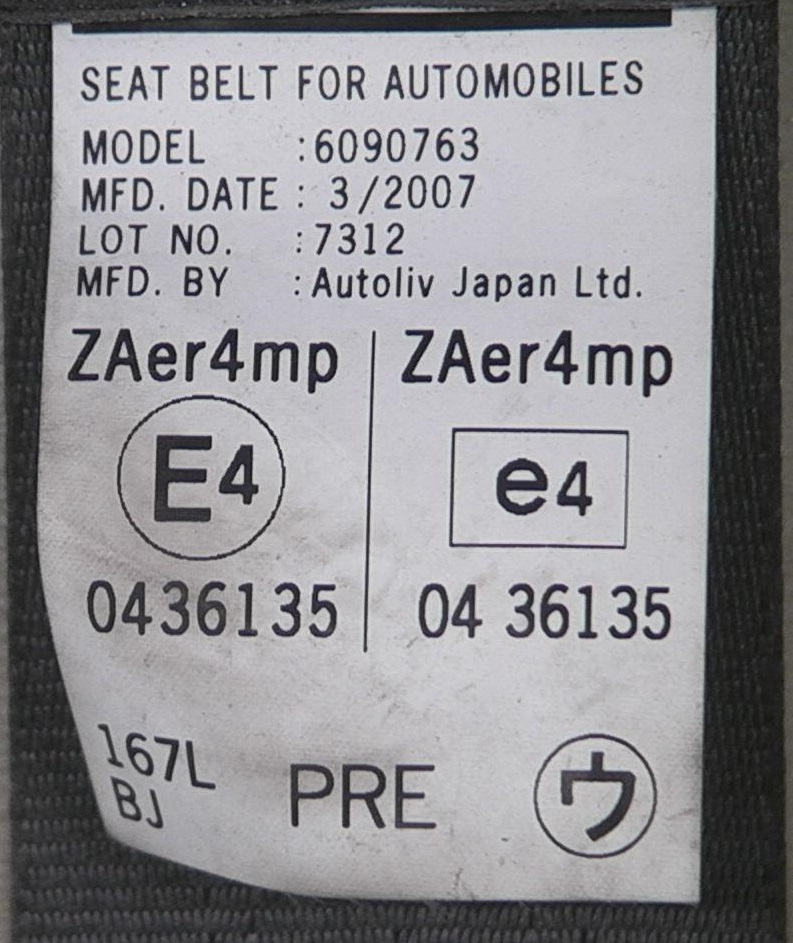 SEAT BELT FOR AUTOMOBILES
MODEL :6090763
MFD. DATE : 3/2007
LOT NO. :7312
MFD. BY :Autoliv Japan Ltd.
ZAer4mp ZAer4mp
E4 e4
0436135 04 36135
167L
BJ PRE ウ